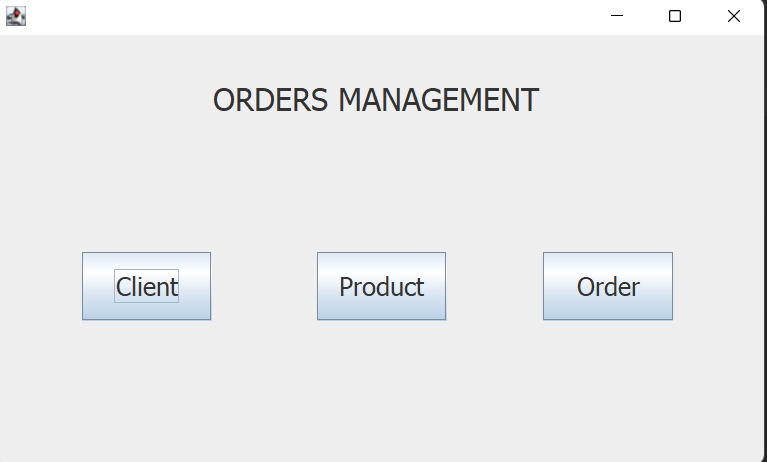 ORDERS MANAGEMENT
Client Product Order